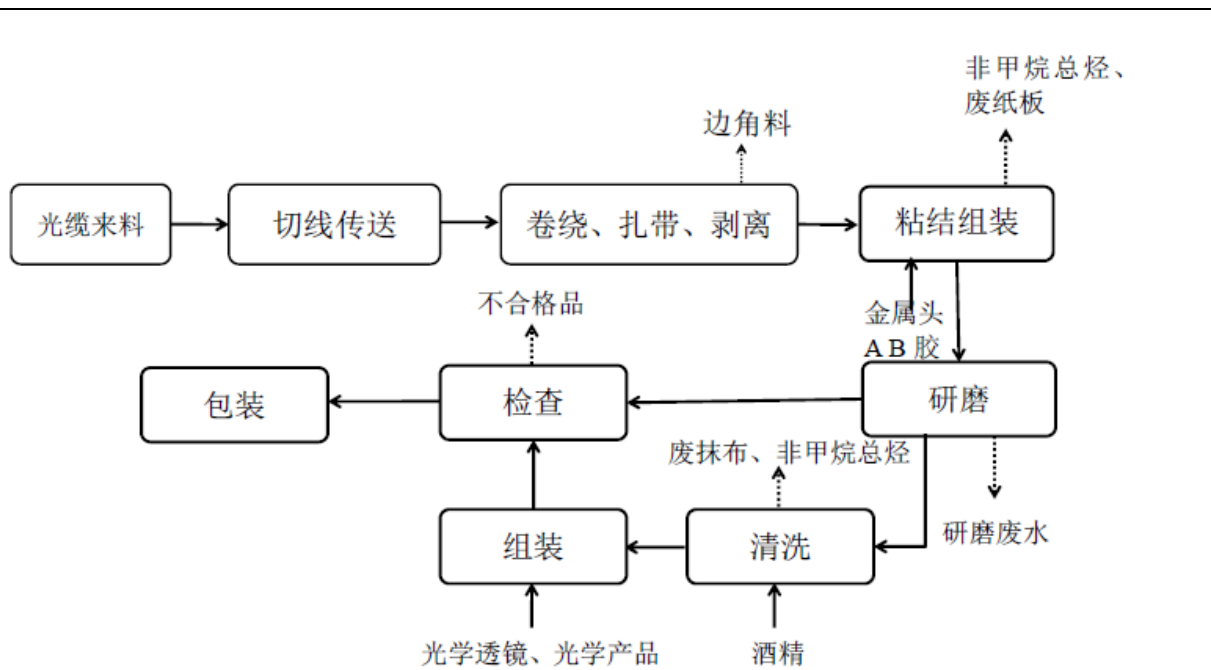 非甲烷总烃、
废纸板
边角料
光缆来料
切线传送
卷绕、扎带、剥离
粘结组装
不合格品
金属头
AB胶
包装
检查
研磨
废抹布、非甲烷总烃
组装
清洗
研磨废水
光学透镜、光学产品
酒精